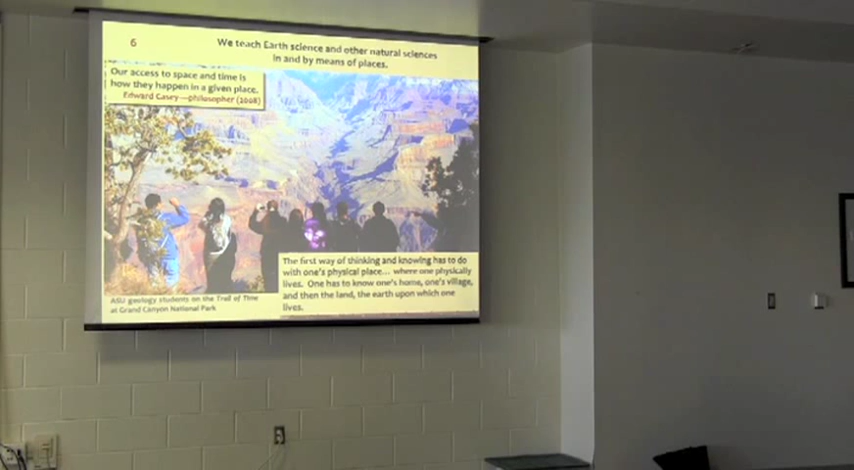 6
We teach Earth science and other natural sciences
in and by means of places.
Our access to space and time is
how they happen in a given place.
Edward Casey—philosopher (2008)
The first way of thinking and knowing has to do
with one's physical place... where one physically
lives. One has to know one's home, one's village,
and then the land, the earth upon which one
lives.
ASU geology students on the Trail of Time
at Grand Canyon National Park